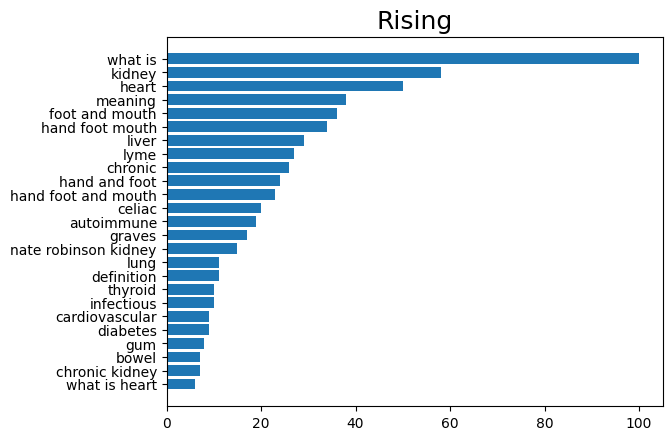 Rising
what is
kidney
heart
meaning
foot and mouth
hand foot mouth
liver
lyme
chronic
hand and foot
hand foot and mouth
celiac
autoimmune
graves
nate robinson kidney
lung
definition
thyroid
infectious
cardiovascular
diabetes
gum
bowel
chronic kidney
what is heart
0 20 40 60 80 100